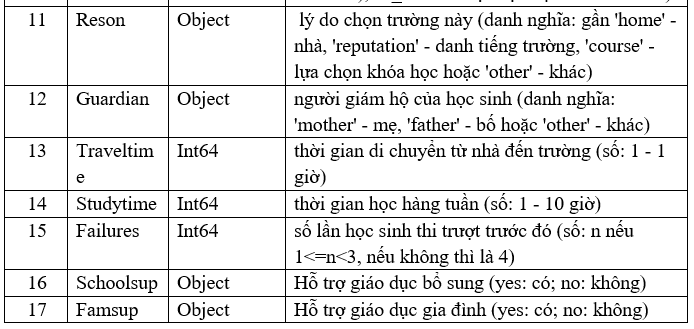 11 Reson Object lý do chọn trường này (danh nghĩa: gần 'home' -
nhà, 'reputation' - danh tiếng trường, 'course' -
lựa chọn khóa học hoặc 'other' - khác)
12 Guardian Object người giám hộ của học sinh (danh nghĩa:
'mother' - mẹ, 'father' - bố hoặc 'other' - khác)
13 Traveltim Int64 thời gian di chuyển từ nhà đến trường (số: 1 - 1
e giờ)
14 Studytime Int64 thời gian học hàng tuần (số: 1 - 10 giờ)
15 Failures Int64 số lần học sinh thi trượt trước đó (số: n nếu
1<=n<3, nếu không thì là 4)
16 Schoolsup Object Hỗ trợ giáo dục bổ sung (yes: có; no: không)
17 Famsup Object Hỗ trợ giáo dục gia đình (yes: có; no: không)